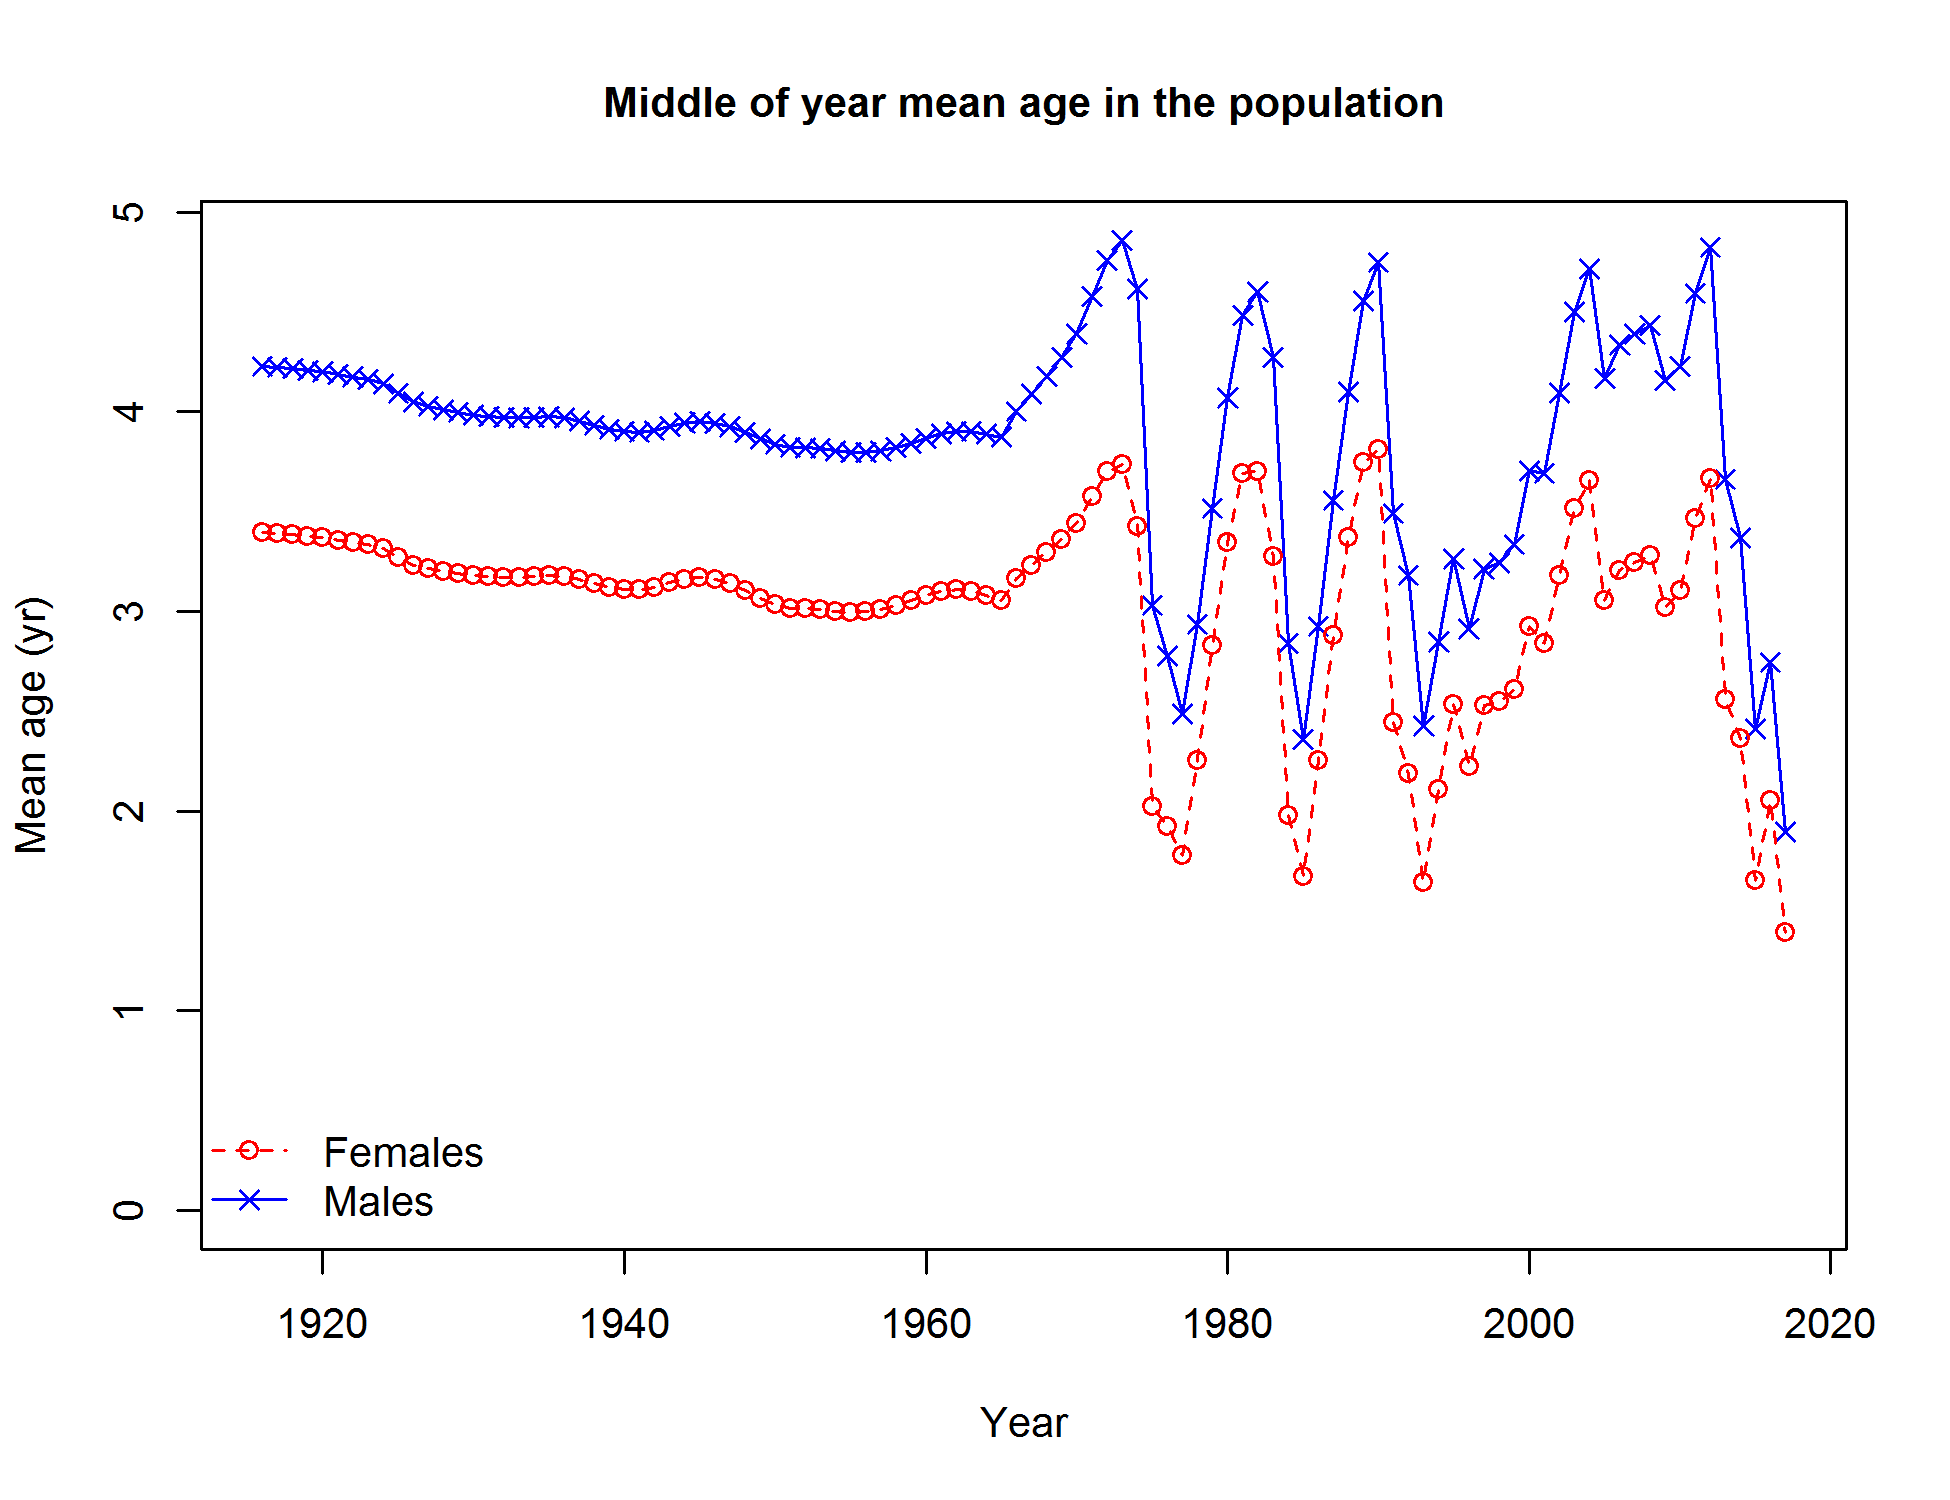 Middle of year mean age in the population
Mean age (yr)
5
4
3
2
1
0
Females
Males
1920 1940 1960 1980 2000 2020
Year